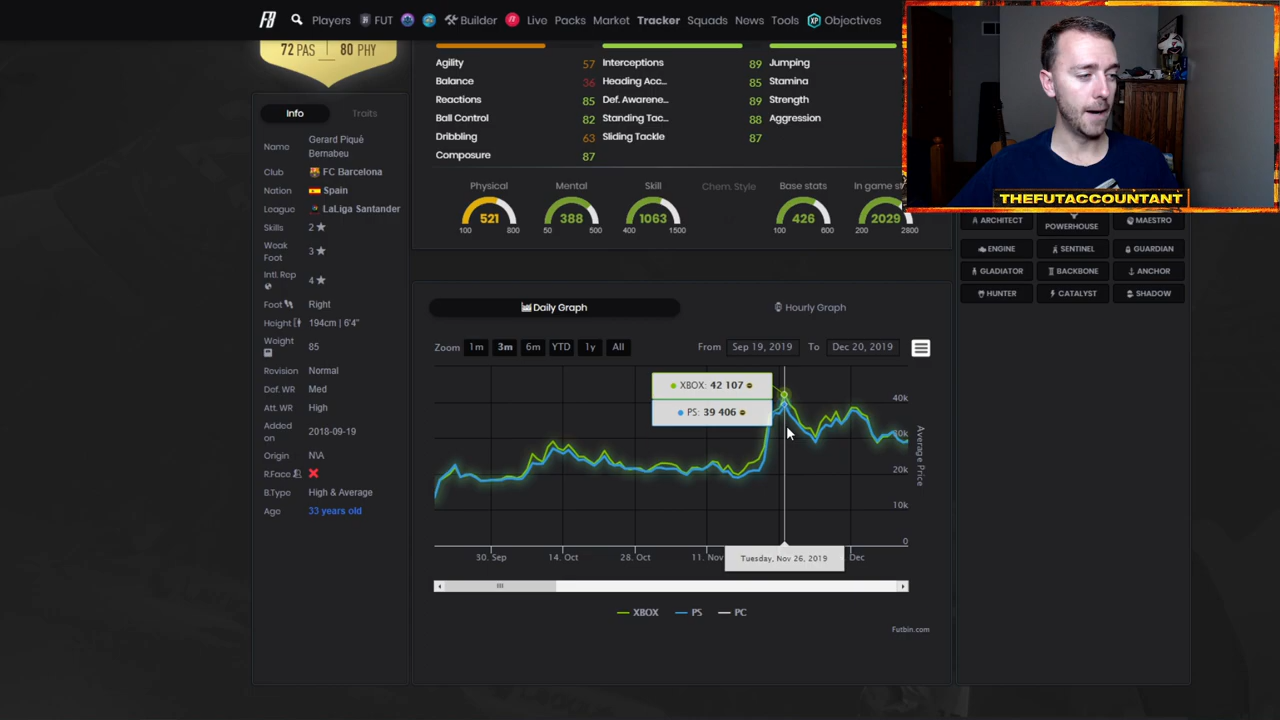 F8 Players FUT Builder Live Packs Market Tracker Squads News Tools XP Objectives
72 PAS 80 PHY
Agility 57 Interceptions 89 Jumping
Balance 36 Heading Acc... 85 Stamina
Reactions 85 Def. Awarene... 89 Strength
Ball Control 82 Standing Tac... 88 Aggression
Dribbling 63 Sliding Tackle 87
Composure 87
THEFUTACCOUNTANT
Info Traits
Name Gerard Piqué Bernabeu
Club FC Barcelona
Nation Spain
League LaLiga Santander
Skills 2★
Weak Foot 3★
Intl. Rep 4★
Foot Right
Height 194cm | 6'4"
Weight 85
Revision Normal
Def. WR Med
Att. WR High
Added on 2018-09-19
Origin N\A
R.Face
B.Type High & Average
Age 33 years old
Physical Mental Skill Chem. Style Base stats In game s
521 388 1063 426 2029
100 800 50 500 400 1500 100 600 200 2800
ARCHITECT POWERHOUSE MAESTRO
ENGINE SENTINEL GUARDIAN
GLADIATOR BACKBONE ANCHOR
HUNTER CATALYST SHADOW
Daily Graph Hourly Graph
Zoom 1m 3m 6m YTD 1y All From Sep 19, 2019 To Dec 20, 2019
XBOX: 42 107
PS: 39 406
40k
30k
20k
10k
0
Average Price
30. Sep 14. Oct 28. Oct 11. Nov Dec
Tuesday, Nov 26, 2019
XBOX PS PC
Futbin.com